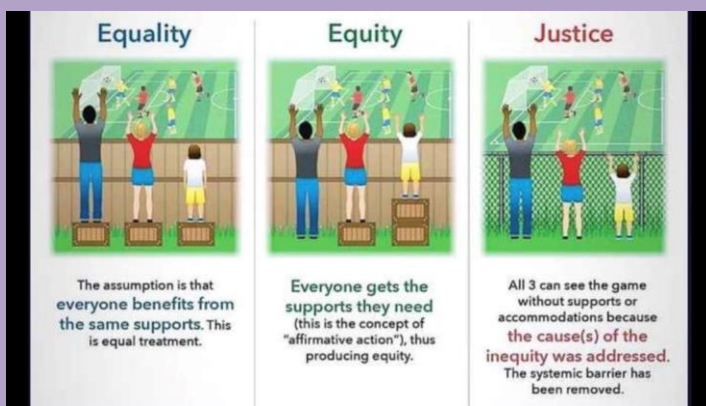 Equality
The assumption is that
everyone benefits from
the same supports. This
is equal treatment.
Equity
Everyone gets the
supports they need
(this is the concept of
"affirmative action"), thus
producing equity.
Justice
All 3 can see the game
without supports or
accommodations because
the cause(s) of the
inequity was addressed.
The systemic barrier has
been removed.